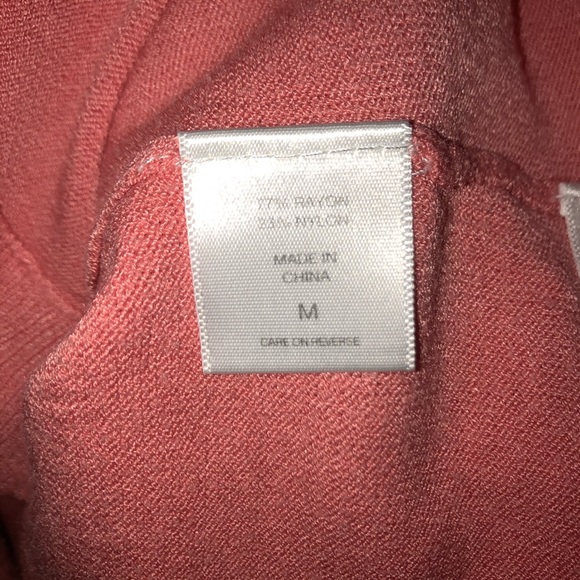 77% RAYON
23% NYLON
MADE IN
CHINA
M
CARE ON REVERSE